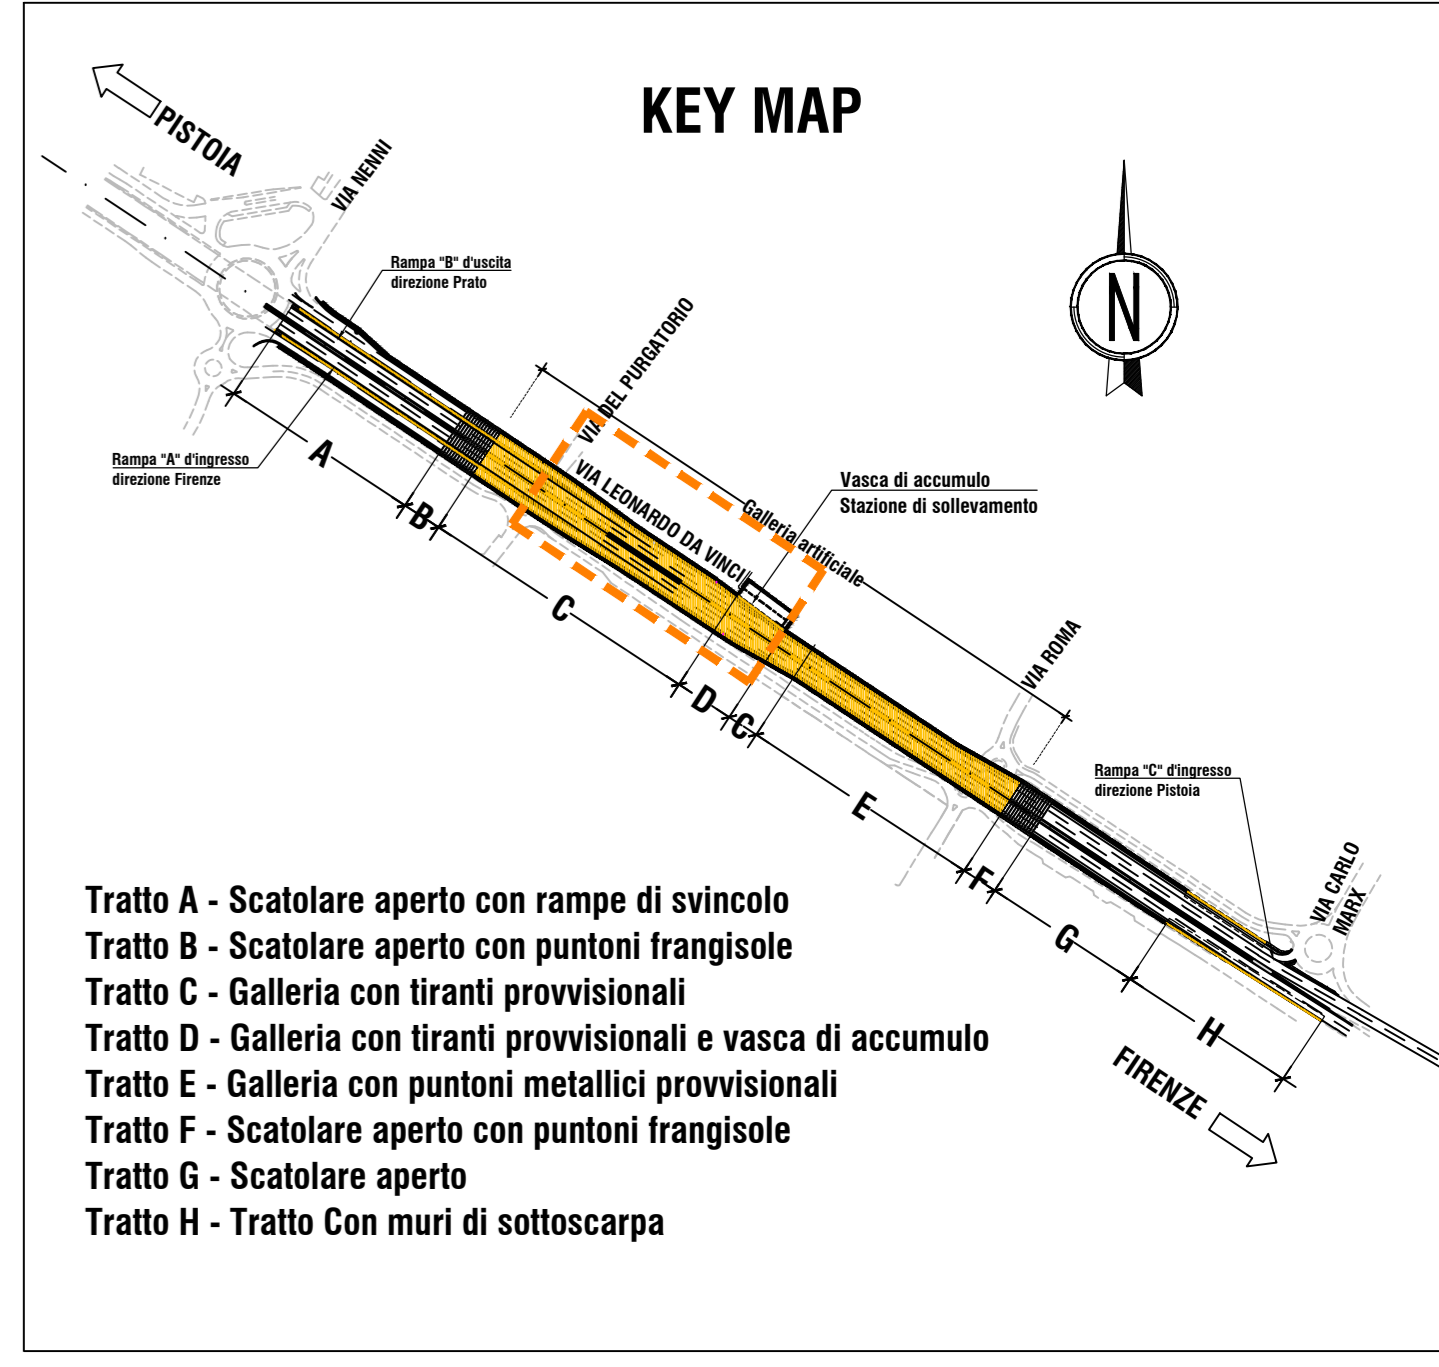 KEY MAP
PISTOIA
VIA NENNI
N
Rampa "B" d'uscita
direzione Prato
VIA DEL PURGATORIO
Rampa "A" d'ingresso
direzione Firenze
A
B
VIA LEONARDO DA VINCI
Vasca di accumulo
Stazione di sollevamento
Galleria artificiale
C
D
C
VIA ROMA
E
Rampa "C" d'ingresso
direzione Pistoia
F
VIA CARLO
MARX
G
H
FIRENZE
Tratto A - Scatolare aperto con rampe di svincolo
Tratto B - Scatolare aperto con puntoni frangisole
Tratto C - Galleria con tiranti provvisionali
Tratto D - Galleria con tiranti provvisionali e vasca di accumulo
Tratto E - Galleria con puntoni metallici provvisionali
Tratto F - Scatolare aperto con puntoni frangisole
Tratto G - Scatolare aperto
Tratto H - Tratto Con muri di sottoscarpa